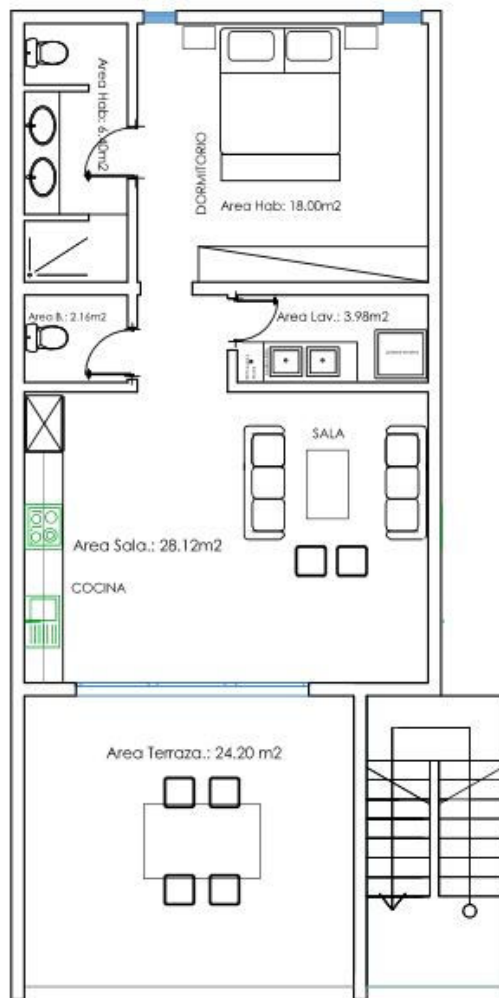 Area Hab: 6.40m2
DORMITORIO
Area Hab: 18.00m2
Area B.: 2.16m2
Area Lav.: 3.98m2
SALA
Area Sala.: 28.12m2
COCINA
Area Terraza.: 24.20 m2